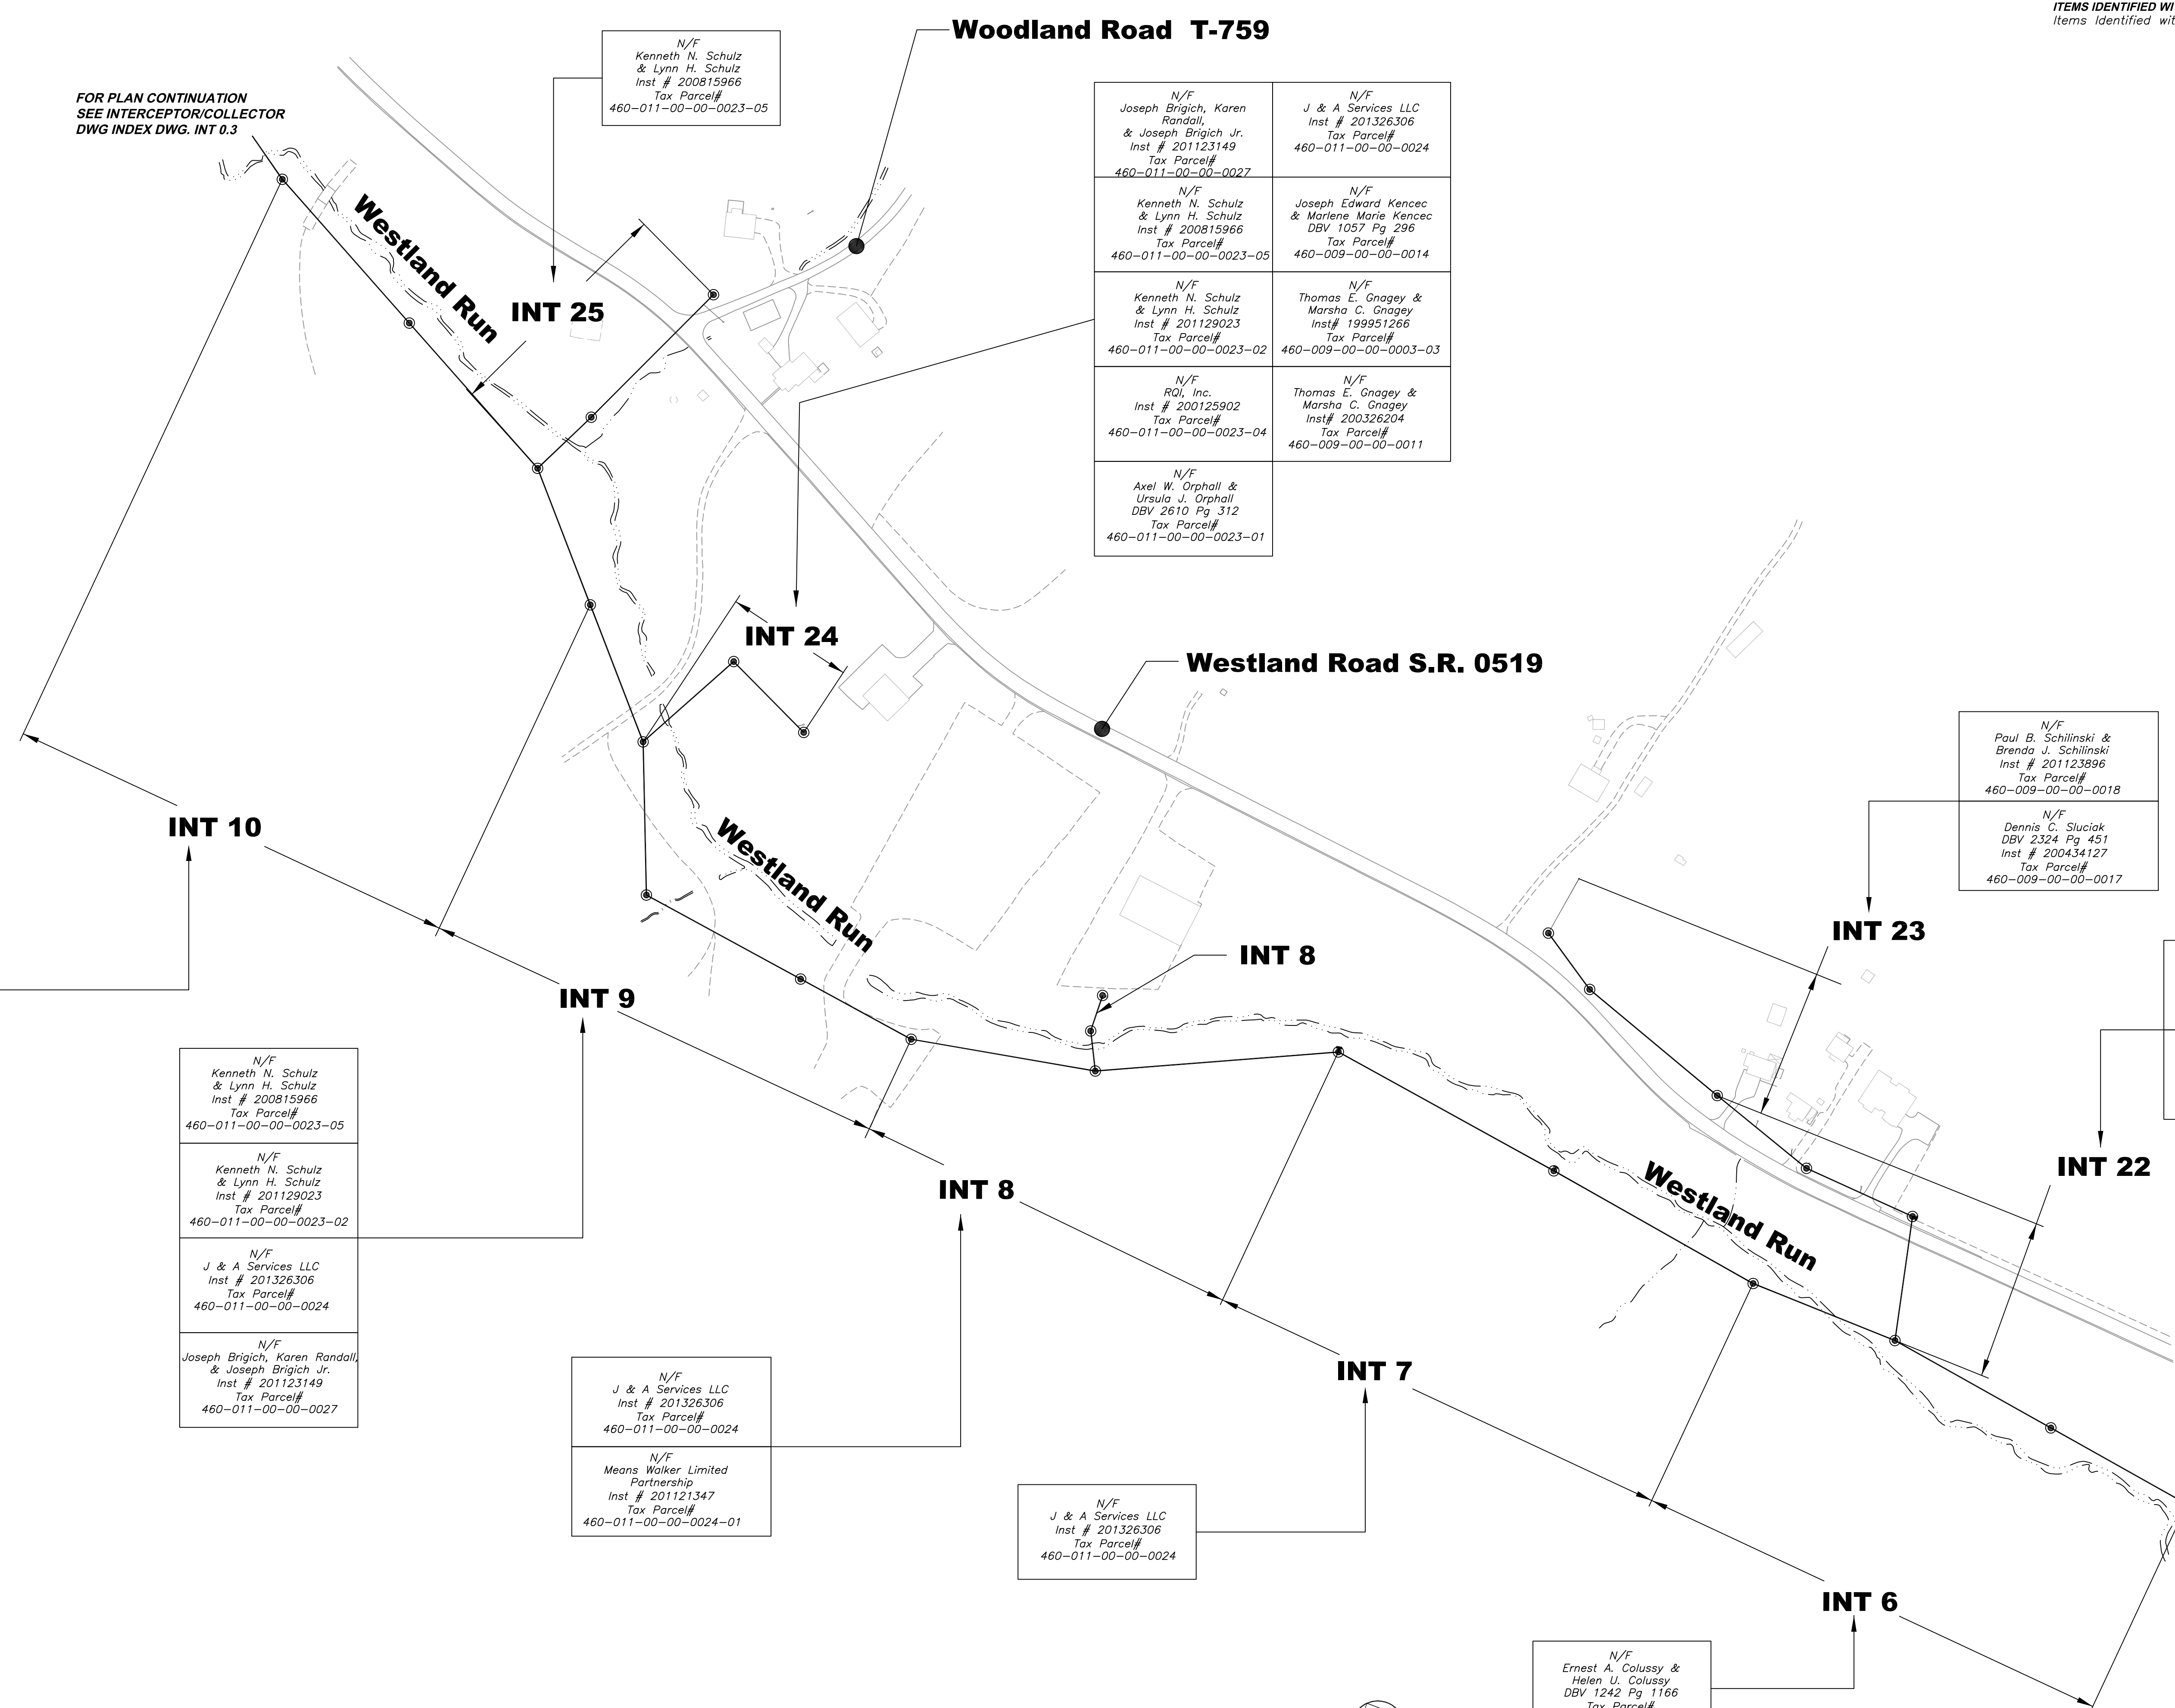 ITEMS IDENTIFIED WI
Items Identified wit
Woodland Road T-759
N/F
Kenneth N. Schulz
& Lynn H. Schulz
Inst # 200815966
Tax Parcel#
460-011-00-00-0023-05
FOR PLAN CONTINUATION
SEE INTERCEPTOR/COLLECTOR
DWG INDEX DWG. INT 0.3
N/F
Joseph Brigich, Karen
Randall,
& Joseph Brigich Jr.
Inst # 201123149
Tax Parcel#
460-011-00-00-0027
N/F
J & A Services LLC
Inst # 201326306
Tax Parcel#
460-011-00-00-0024
N/F
Kenneth N. Schulz
& Lynn H. Schulz
Inst # 200815966
Tax Parcel#
460-011-00-00-0023-05
N/F
Joseph Edward Kencec
& Marlene Marie Kencec
DBV 1057 Pg 296
Tax Parcel#
460-009-00-00-0014
N/F
Kenneth N. Schulz
& Lynn H. Schulz
Inst # 201129023
Tax Parcel#
460-011-00-00-0023-02
N/F
Thomas E. Gnagey &
Marsha C. Gnagey
Inst# 199951266
Tax Parcel#
460-009-00-00-0003-03
N/F
RQI, Inc.
Inst # 200125902
Tax Parcel#
460-011-00-00-0023-04
N/F
Thomas E. Gnagey &
Marsha C. Gnagey
Inst# 200326204
Tax Parcel#
460-009-00-00-0011
N/F
Axel W. Orphall &
Ursula J. Orphall
DBV 2610 Pg 312
Tax Parcel#
460-011-00-00-0023-01
Westland Run
INT 25
INT 24
Westland Road S.R. 0519
N/F
Paul B. Schilinski &
Brenda J. Schilinski
Inst # 201123896
Tax Parcel#
460-009-00-00-0018
N/F
Dennis C. Sluciak
DBV 2324 Pg 451
Inst # 200434127
Tax Parcel#
460-009-00-00-0017
INT 10
Westland Run
INT 23
INT 8
INT 9
N/F
Kenneth N. Schulz
& Lynn H. Schulz
Inst # 200815966
Tax Parcel#
460-011-00-00-0023-05
N/F
Kenneth N. Schulz
& Lynn H. Schulz
Inst # 201129023
Tax Parcel#
460-011-00-00-0023-02
N/F
J & A Services LLC
Inst # 201326306
Tax Parcel#
460-011-00-00-0024
N/F
Joseph Brigich, Karen Randall,
& Joseph Brigich Jr.
Inst # 201123149
Tax Parcel#
460-011-00-00-0027
INT 22
INT 8
Westland Run
INT 7
N/F
J & A Services LLC
Inst # 201326306
Tax Parcel#
460-011-00-00-0024
N/F
Means Walker Limited
Partnership
Inst # 201121347
Tax Parcel#
460-011-00-00-0024-01
N/F
J & A Services LLC
Inst # 201326306
Tax Parcel#
460-011-00-00-0024
INT 6
N/F
Ernest A. Colussy &
Helen U. Colussy
DBV 1242 Pg 1166
Tax Parcel#